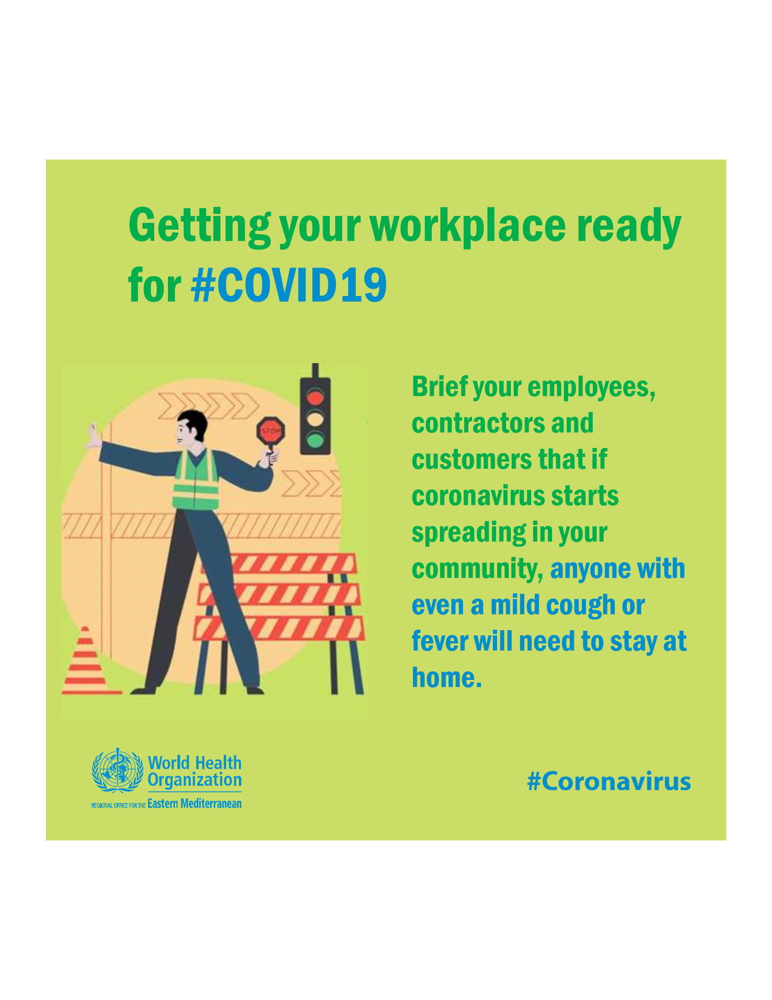 Getting your workplace ready
for #COVID19
STOP
Brief your employees,
contractors and
customers that if
coronavirus starts
spreading in your
community, anyone with
even a mild cough or
fever will need to stay at
home.
World Health
Organization
REGIONAL OFFICE FOR THE Eastern Mediterranean
#Coronavirus